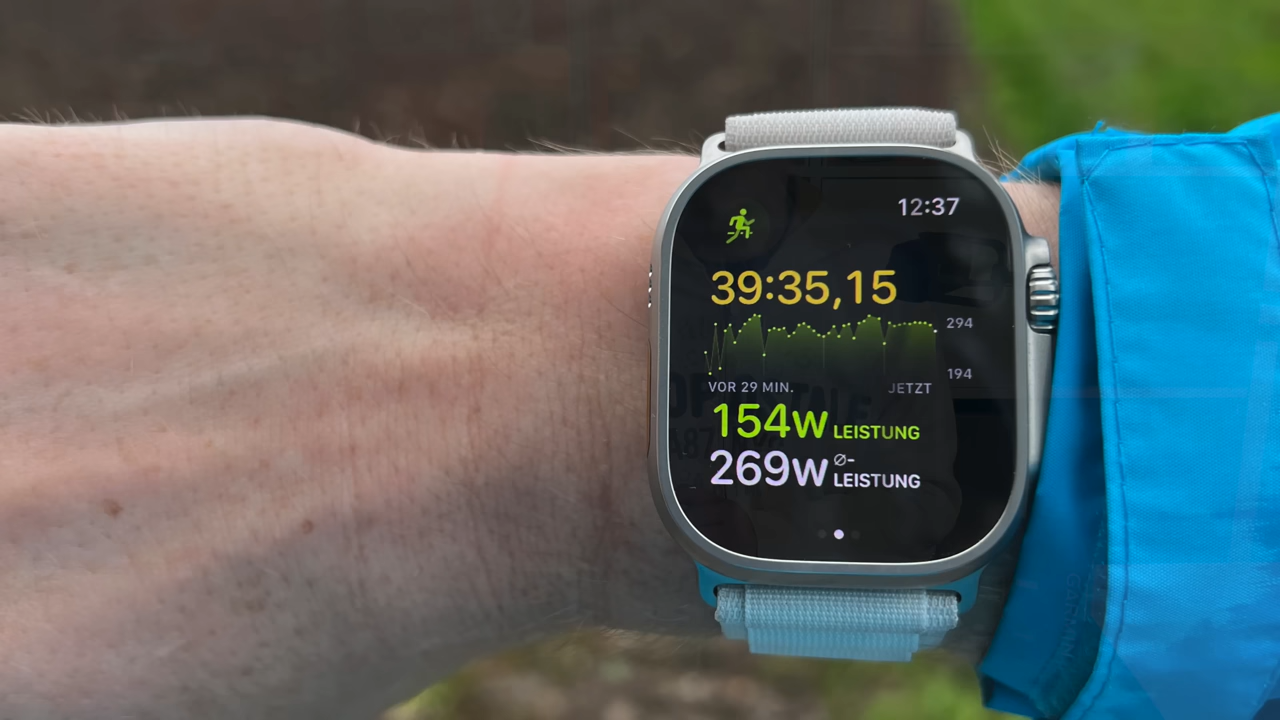 12:37
39:35,15
294
194
VOR 29 MIN. JETZT
154W LEISTUNG
269W Ø-
LEISTUNG